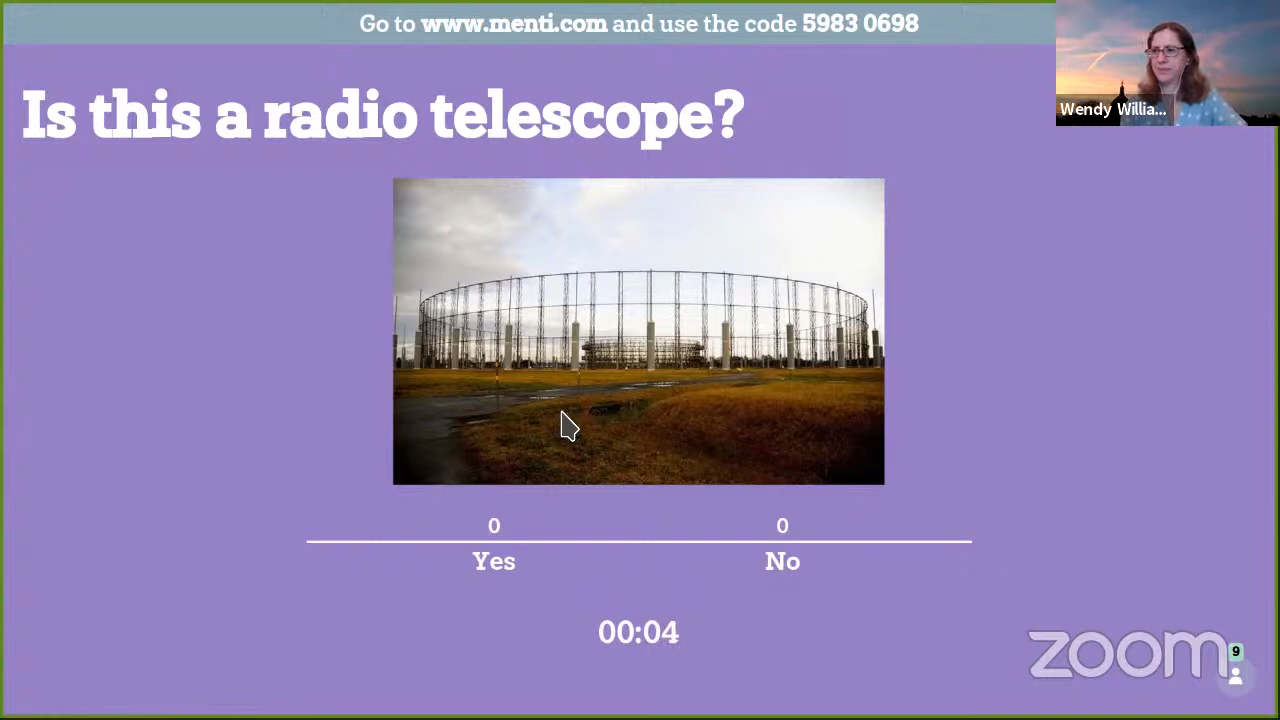 Go to www.menti.com and use the code 5983 0698
Wendy Willia...
Is this a radio telescope?
0
0
Yes
No
00:04
zoom
9